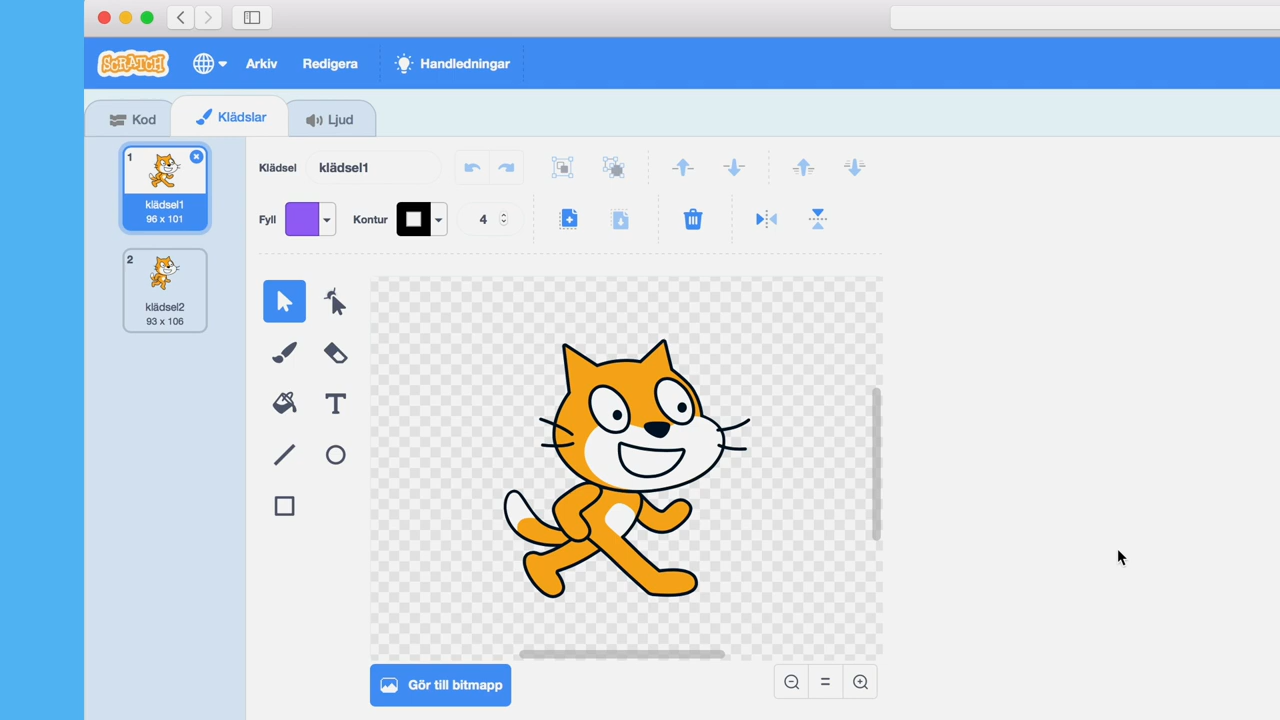 SCRATCH Arkiv Redigera Handledningar
Kod Klädslar Ljud
1
klädsel1
96 x 101
2
klädsel2
93 x 106
Klädsel klädsel1
Fyll Kontur 4
T
Gör till bitmapp